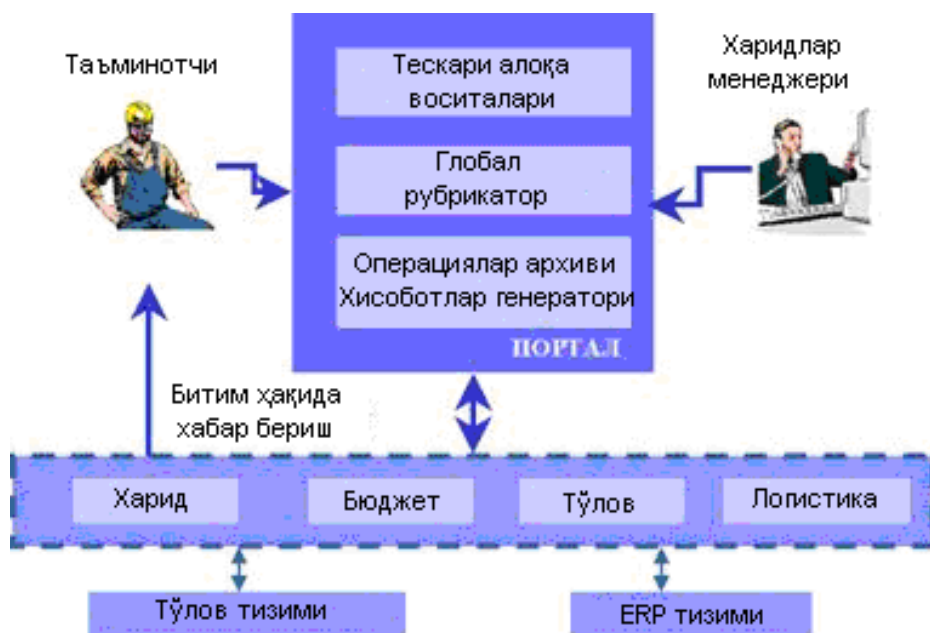 Таъминотчи
Тескари алоқа
воситалари
Харидлар
менеджери
Глобал
рубрикатор
Операциялар архиви
Хисоботлар генератори
ПОРТАЛ
Битим ҳақида
хабар бериш
Харид
Бюджет
Тўлов
Логистика
Тўлов тизими
ERP тизими